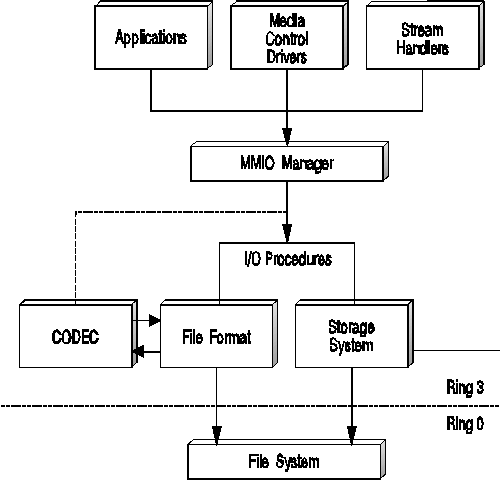 Applications
Media
Control
Drivers
Stream
Handlers
MMIO Manager
I/O Procedures
CODEC
File Format
Storage
System
Ring 3
Ring 0
File System